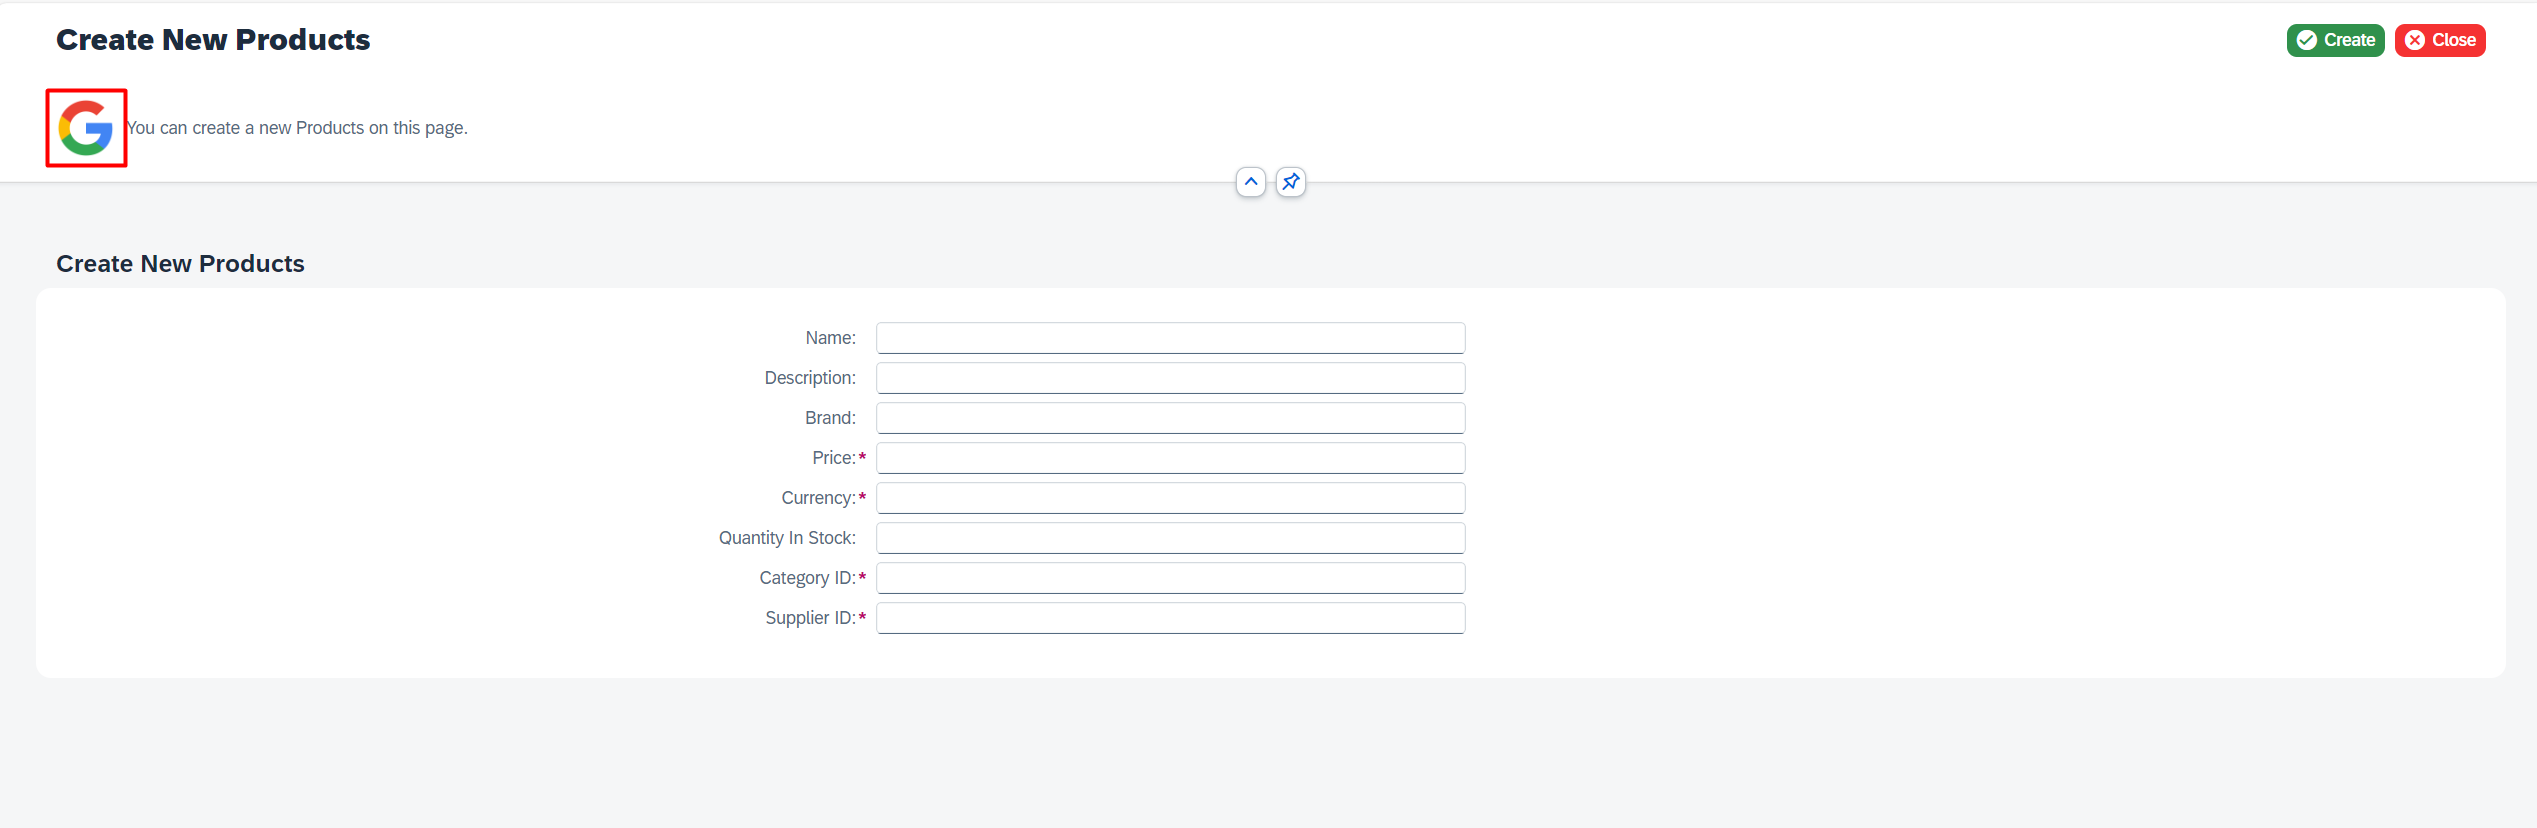 Create New Products
Create
Close
You can create a new Products on this page.
Create New Products
Name:
Description:
Brand:
Price:*
Currency:*
Quantity In Stock:
Category ID:*
Supplier ID:*